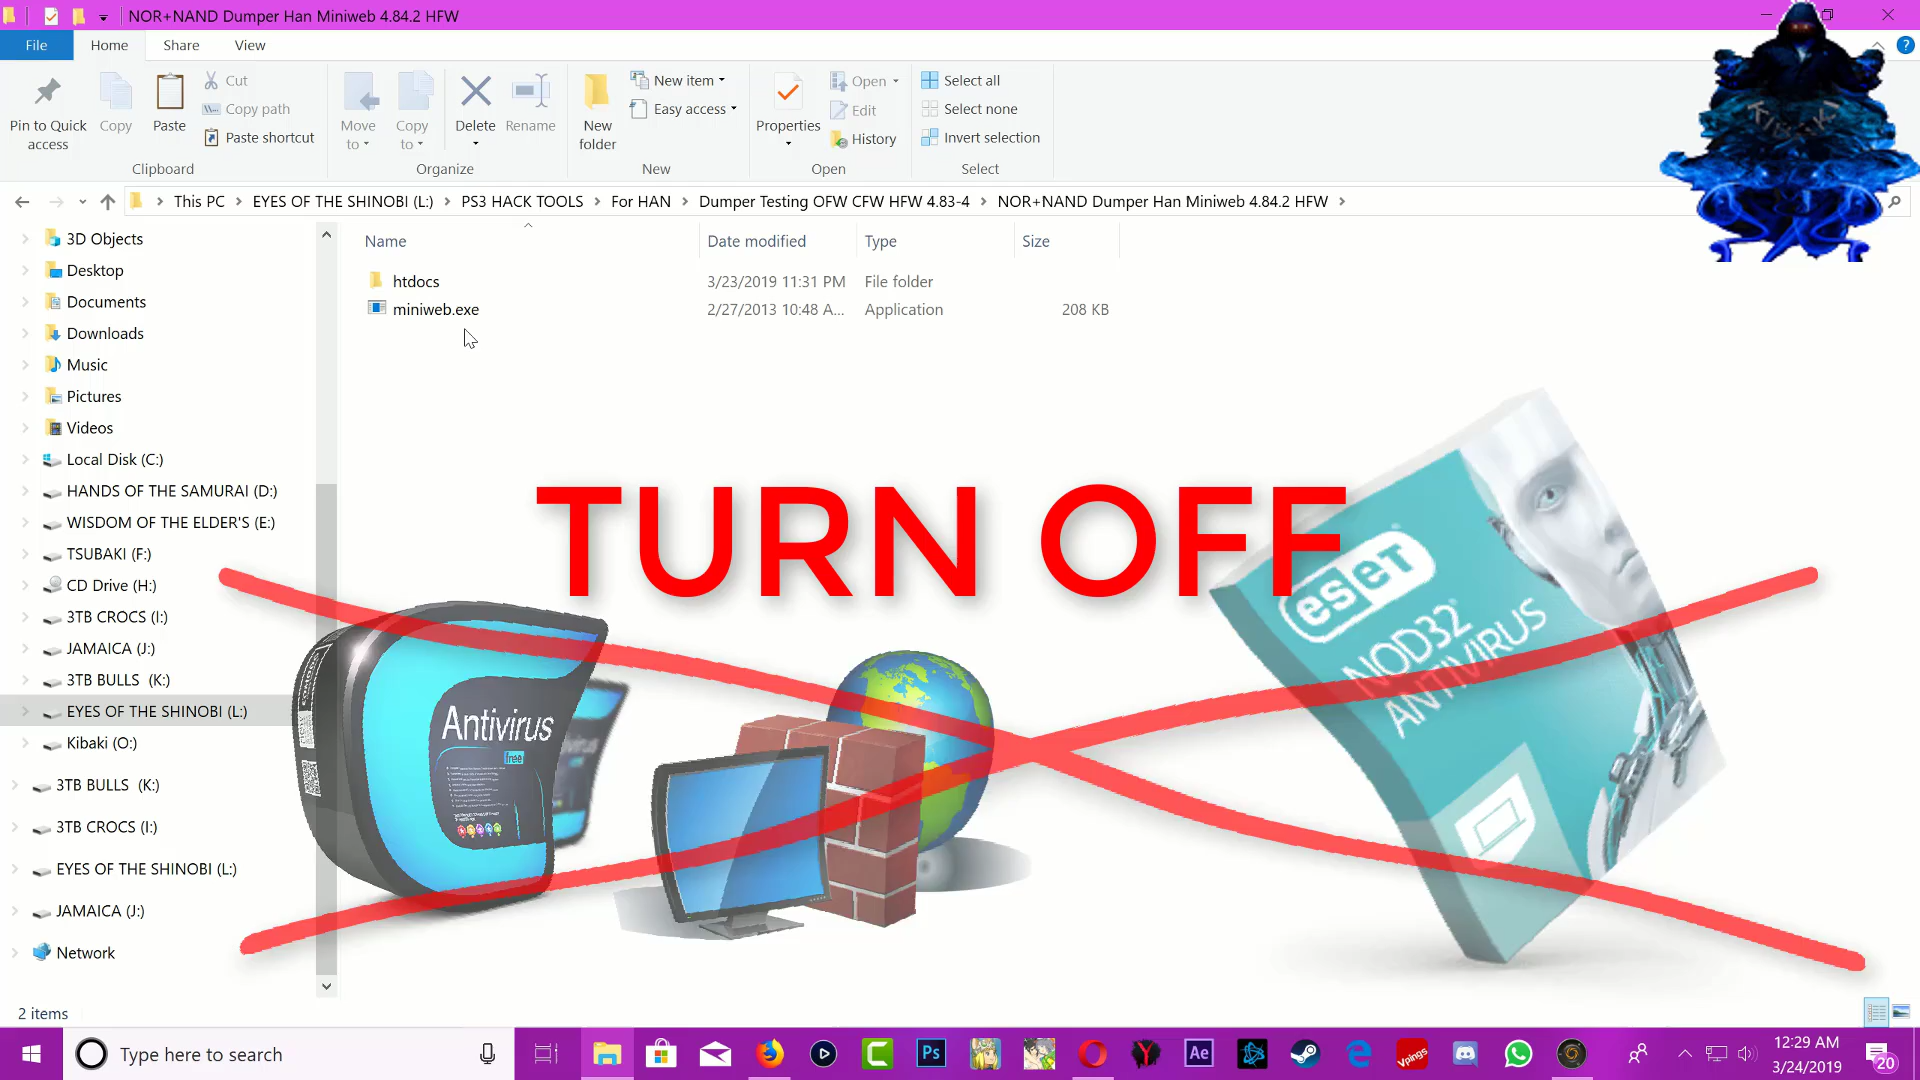 NOR+NAND Dumper Han Miniweb 4.84.2 HFW
File
Home
Share
View
Pin to Quick access
Copy
Paste
Cut
Copy path
Paste shortcut
Clipboard
Move to
Copy to
Delete
Rename
Organize
New folder
New item
Easy access
New
Properties
Open
Edit
History
Open
Select all
Select none
Invert selection
Select
KIBAKI
This PC > EYES OF THE SHINOBI (L:) > PS3 HACK TOOLS > For HAN > Dumper Testing OFW CFW HFW 4.83-4 > NOR+NAND Dumper Han Miniweb 4.84.2 HFW >
Name Date modified Type Size
htdocs 3/23/2019 11:31 PM File folder
miniweb.exe 2/27/2013 10:48 A... Application 208 KB
3D Objects
Desktop
Documents
Downloads
Music
Pictures
Videos
Local Disk (C:)
HANDS OF THE SAMURAI (D:)
WISDOM OF THE ELDER'S (E:)
TSUBAKI (F:)
CD Drive (H:)
3TB CROCS (I:)
JAMAICA (J:)
3TB BULLS (K:)
EYES OF THE SHINOBI (L:)
Kibaki (O:)
3TB BULLS (K:)
3TB CROCS (I:)
EYES OF THE SHINOBI (L:)
JAMAICA (J:)
Network
TURN OFF
Antivirus
free
eseT
NOD32
ANTIVIRUS
2 items
Type here to search
Ps
Ae
Vpings
12:29 AM
3/24/2019
20